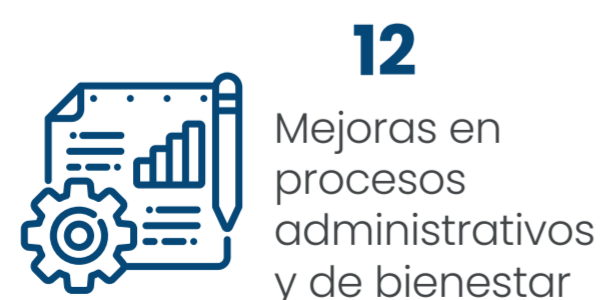 12
Mejoras en
procesos
administrativos
y de bienestar